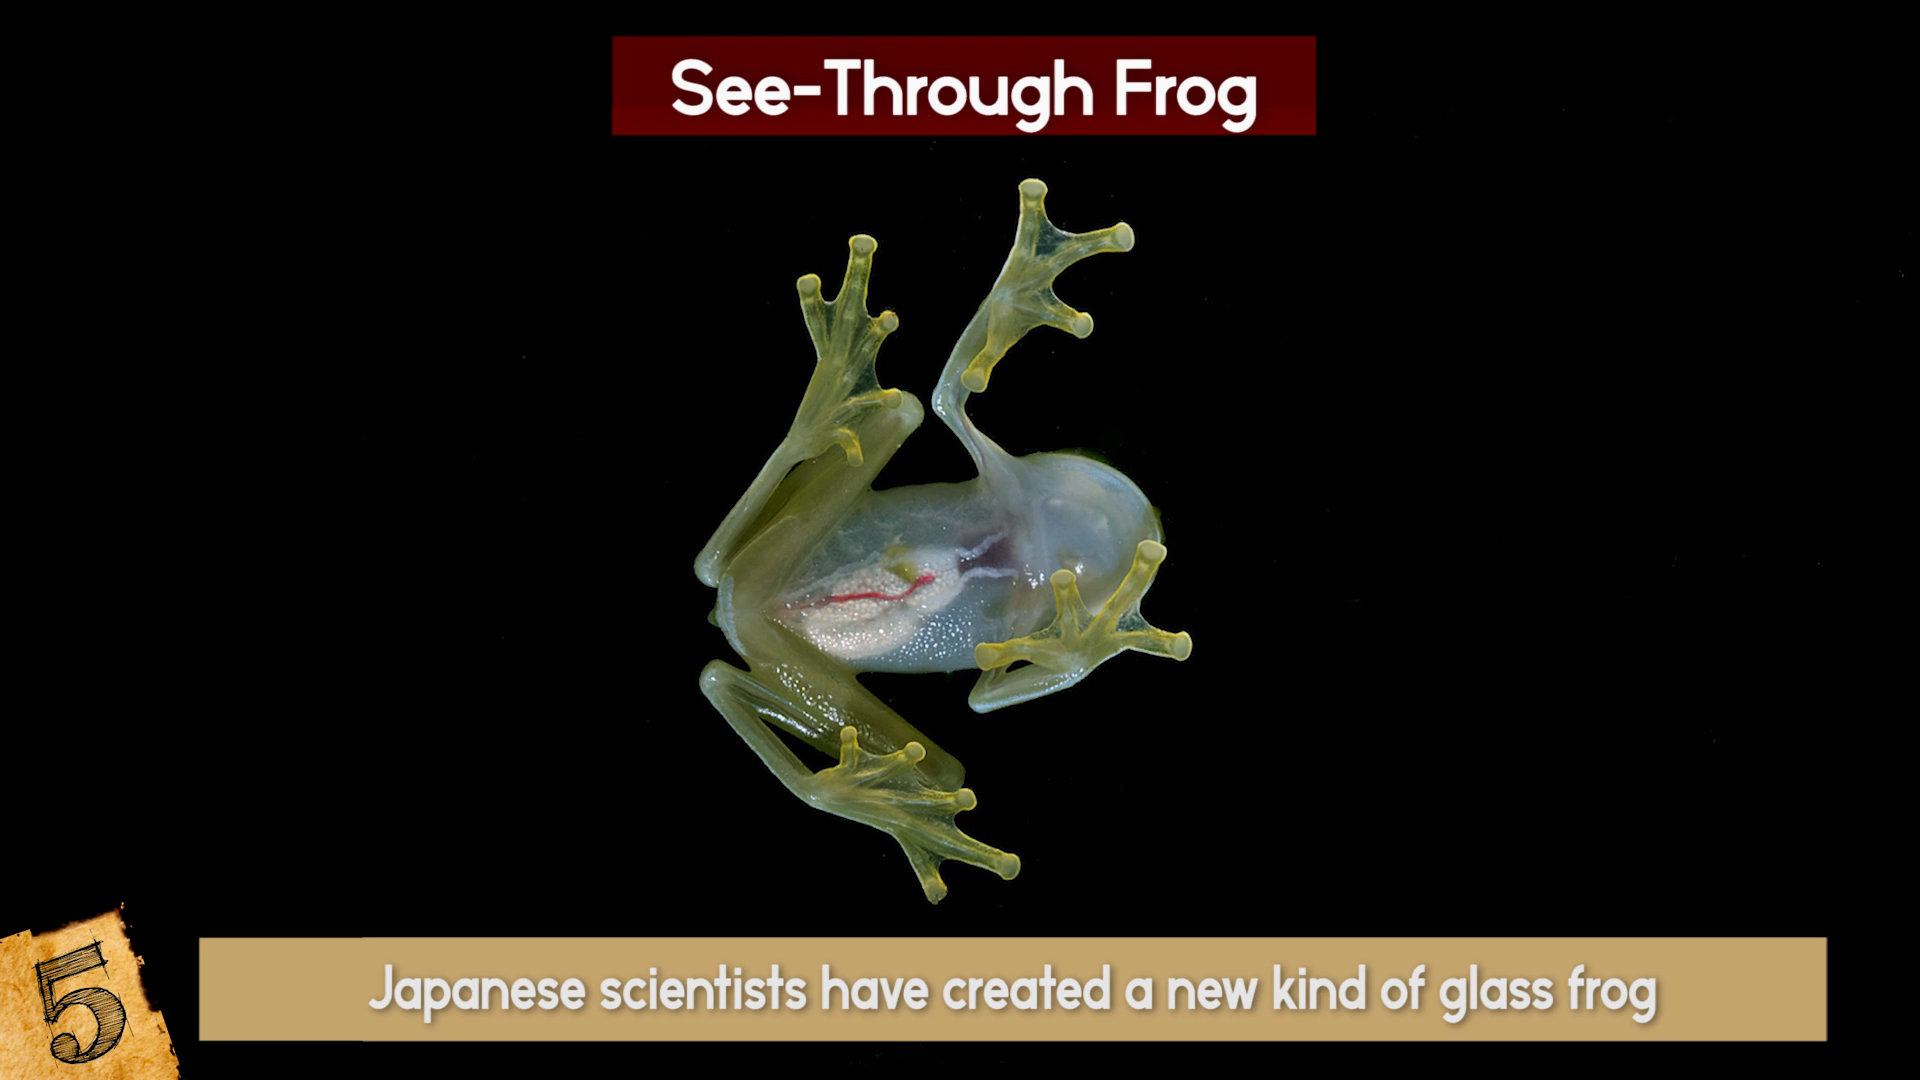 See-Through Frog
5
Japanese scientists have created a new kind of glass frog